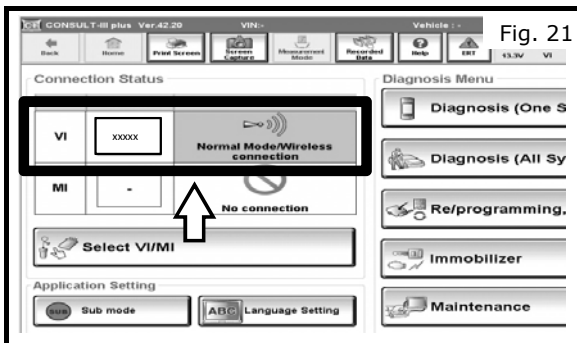 CONSULT-III plus Ver.42.20 VIN:- Vehicle : -
Fig. 21
Back Home Print Screen Screen Capture Measurement Mode Recorded Data Help ERT 13.3V VI
Connection Status
Diagnosis Menu
VI xxxxx Normal Mode/Wireless connection
MI - No connection
Select VI/MI
Application Setting
SUB Sub mode
ABC Language Setting
Diagnosis (One S
Diagnosis (All Sy
Re/programming,
Immobilizer
Maintenance